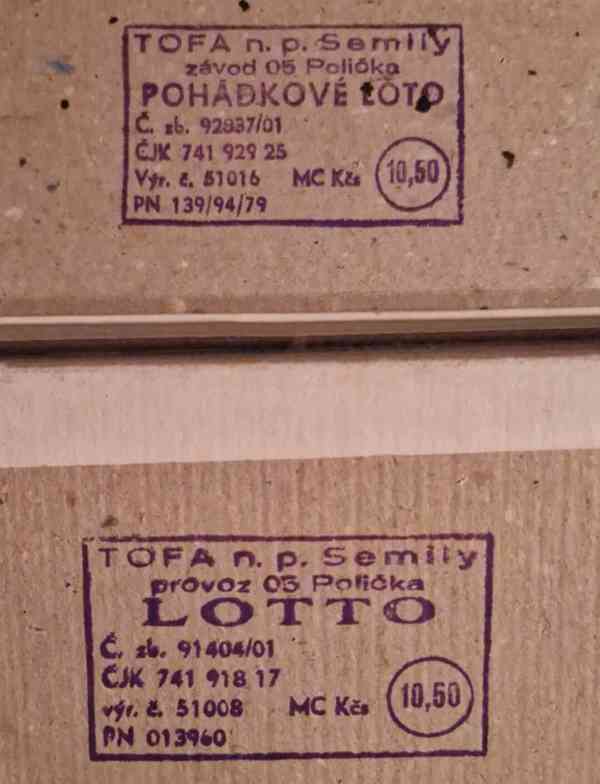 TOFA n. p. Semily
závod 05 Polička
POHÁDKOVÉ LOTO
Č. zb. 92937/01
ČJK 741 929 25
Výr. č. 51016 MC Kčs 10,50
PN 139/94/79
TOFA n. p. Semily
provoz 05 Polička
LOTTO
Č. zb. 91404/01
ČJK 741 918 17
výr. č. 51008 MC Kčs 10,50
PN 013960